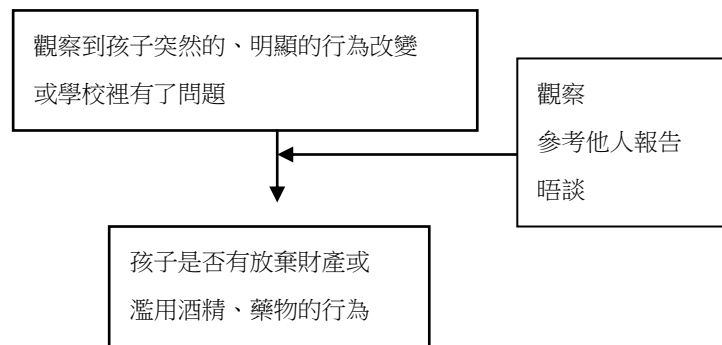 觀察到孩子突然的、明顯的行為改變
或學校裡有了問題
觀察
參考他人報告
晤談
孩子是否有放棄財產或
濫用酒精、藥物的行為